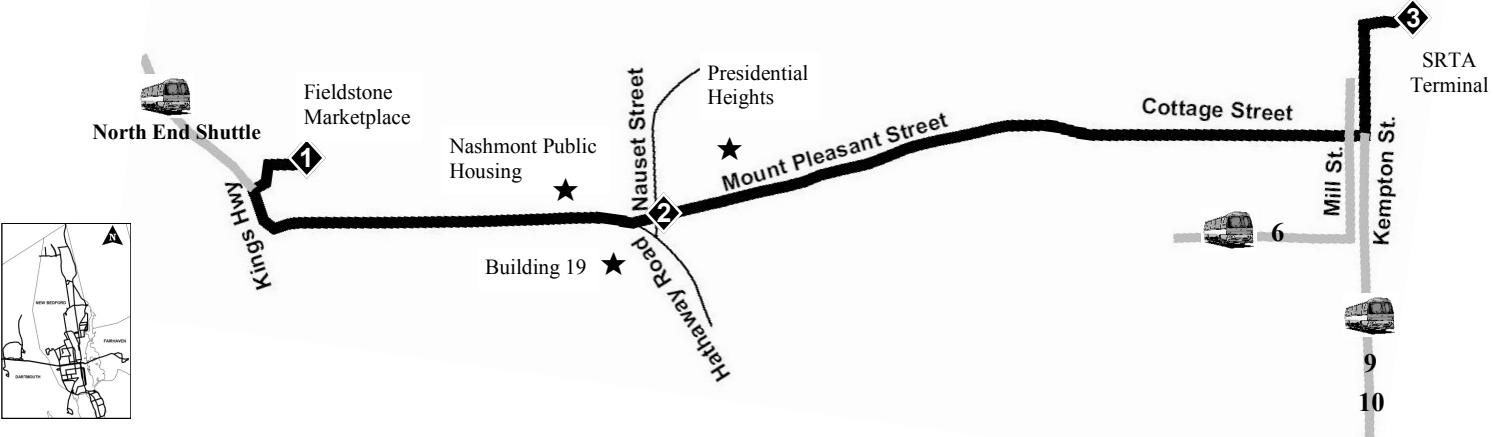 3
SRTA
Terminal
Fieldstone
Marketplace
North End Shuttle
1
Nashmont Public
Housing
Nauset Street
Presidential
Heights
Mount Pleasant Street
Cottage Street
Mill St.
Kempton St.
Kings Hwy
2
Building 19
Hathaway Road
6
9
10
N
NEW BEDFORD
FAIRHAVEN
DARTMOUTH